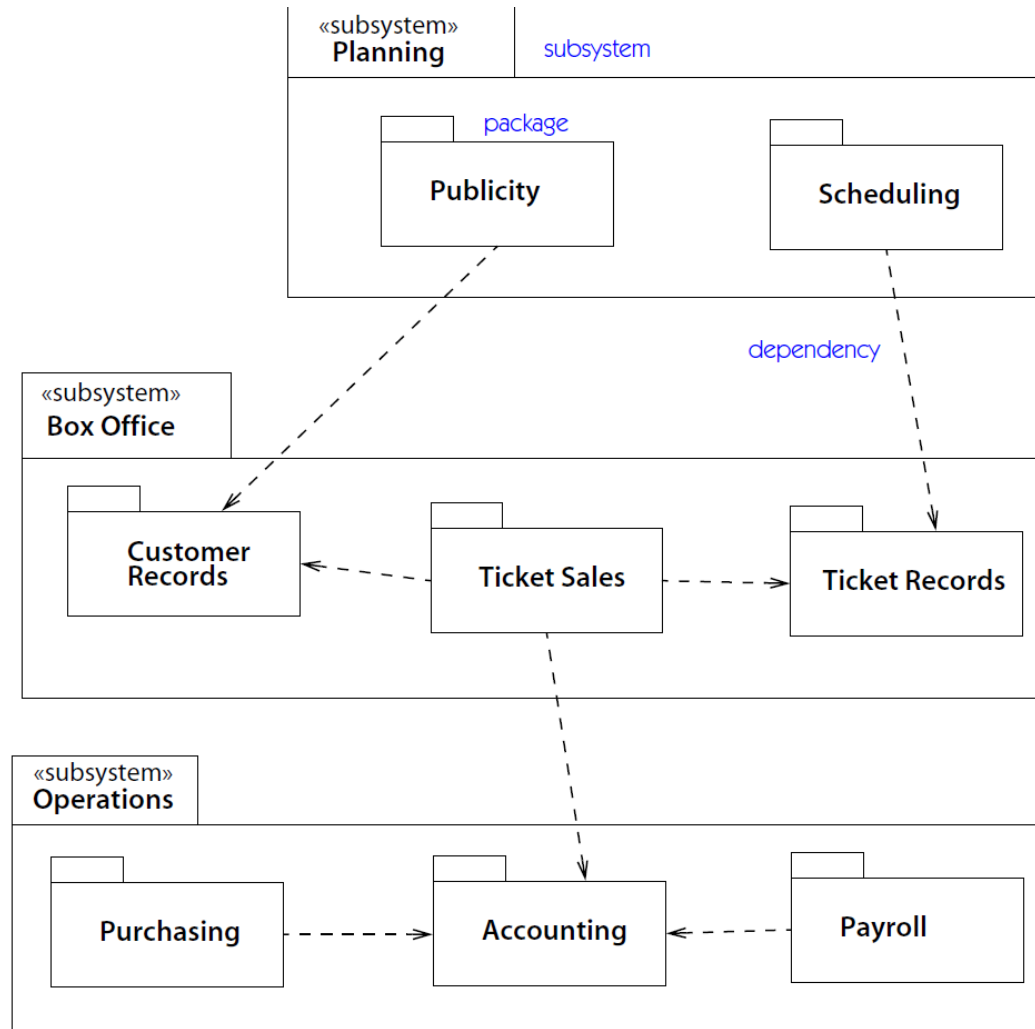 «subsystem»
Planning
subsystem
package
Publicity
Scheduling
dependency
«subsystem»
Box Office
Customer
Records
Ticket Sales
Ticket Records
«subsystem»
Operations
Purchasing
Accounting
Payroll